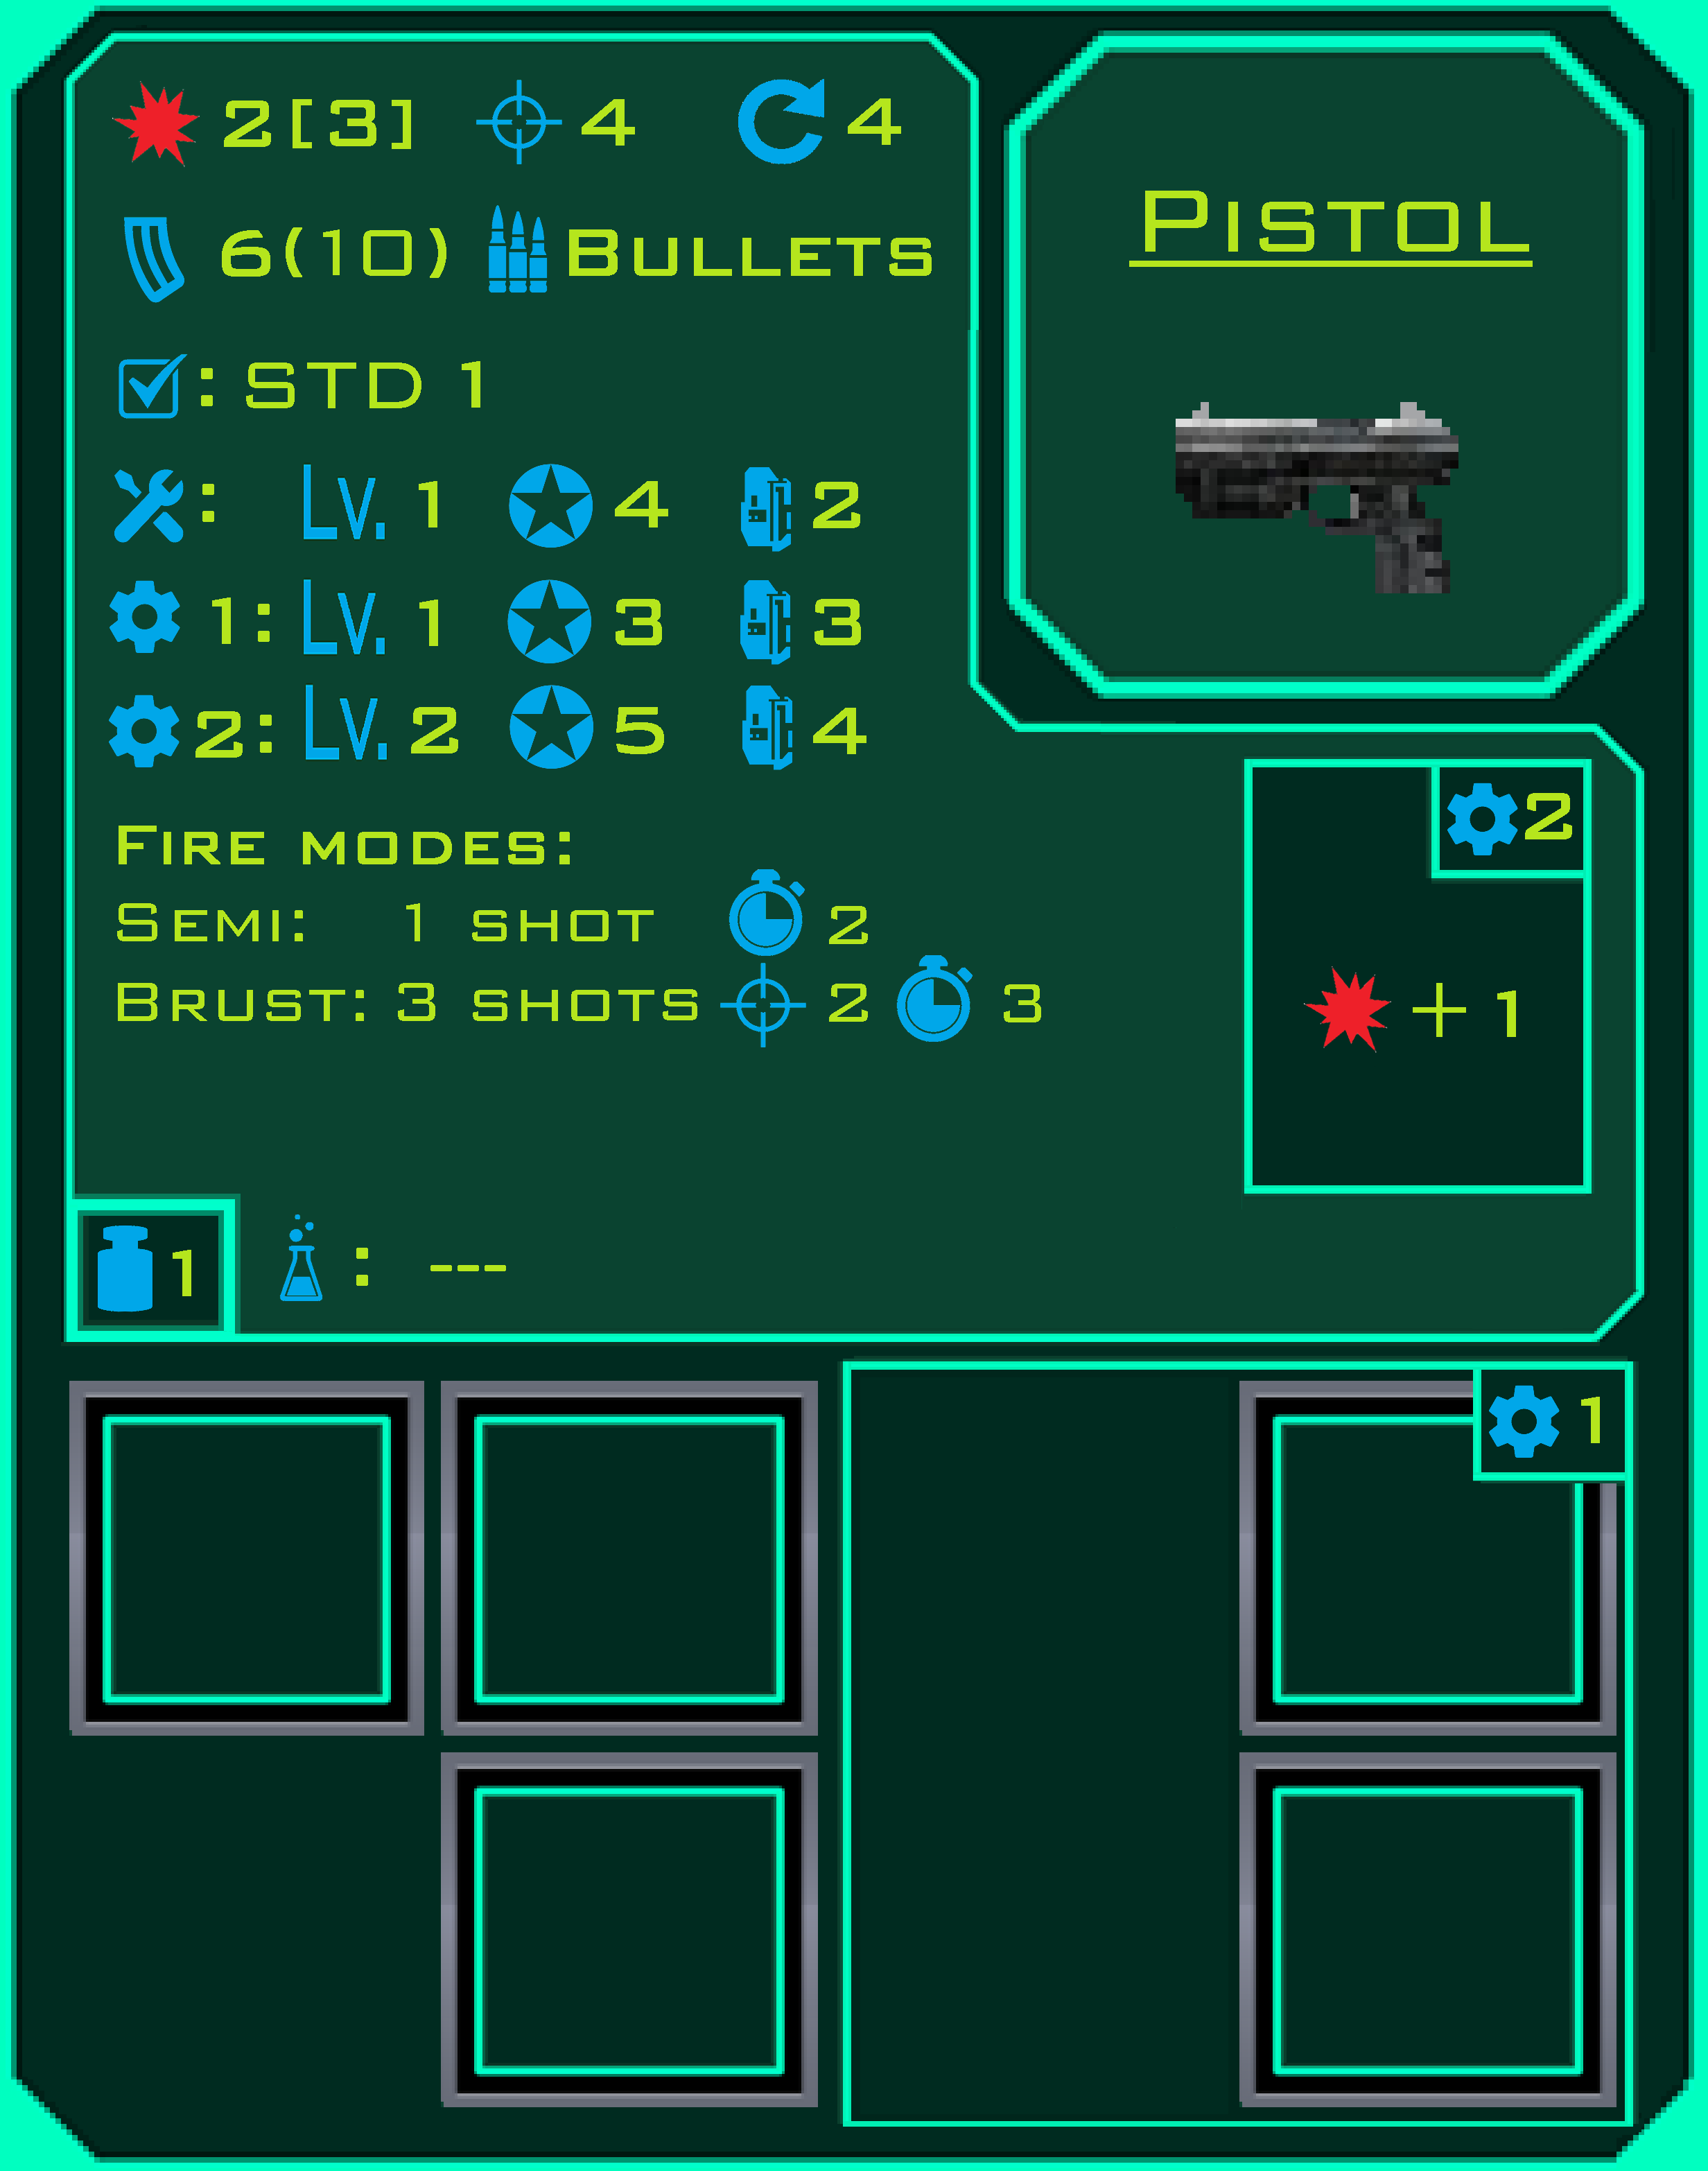 2[3] 4 4
6(10) Bullets
Pistol
: STD 1
: Lv. 1 4 2
1: Lv. 1 3 3
2: Lv. 2 5 4
2
+ 1
Fire modes:
Semi: 1 shot 2
Brust: 3 shots 2 3
1 : ---
1